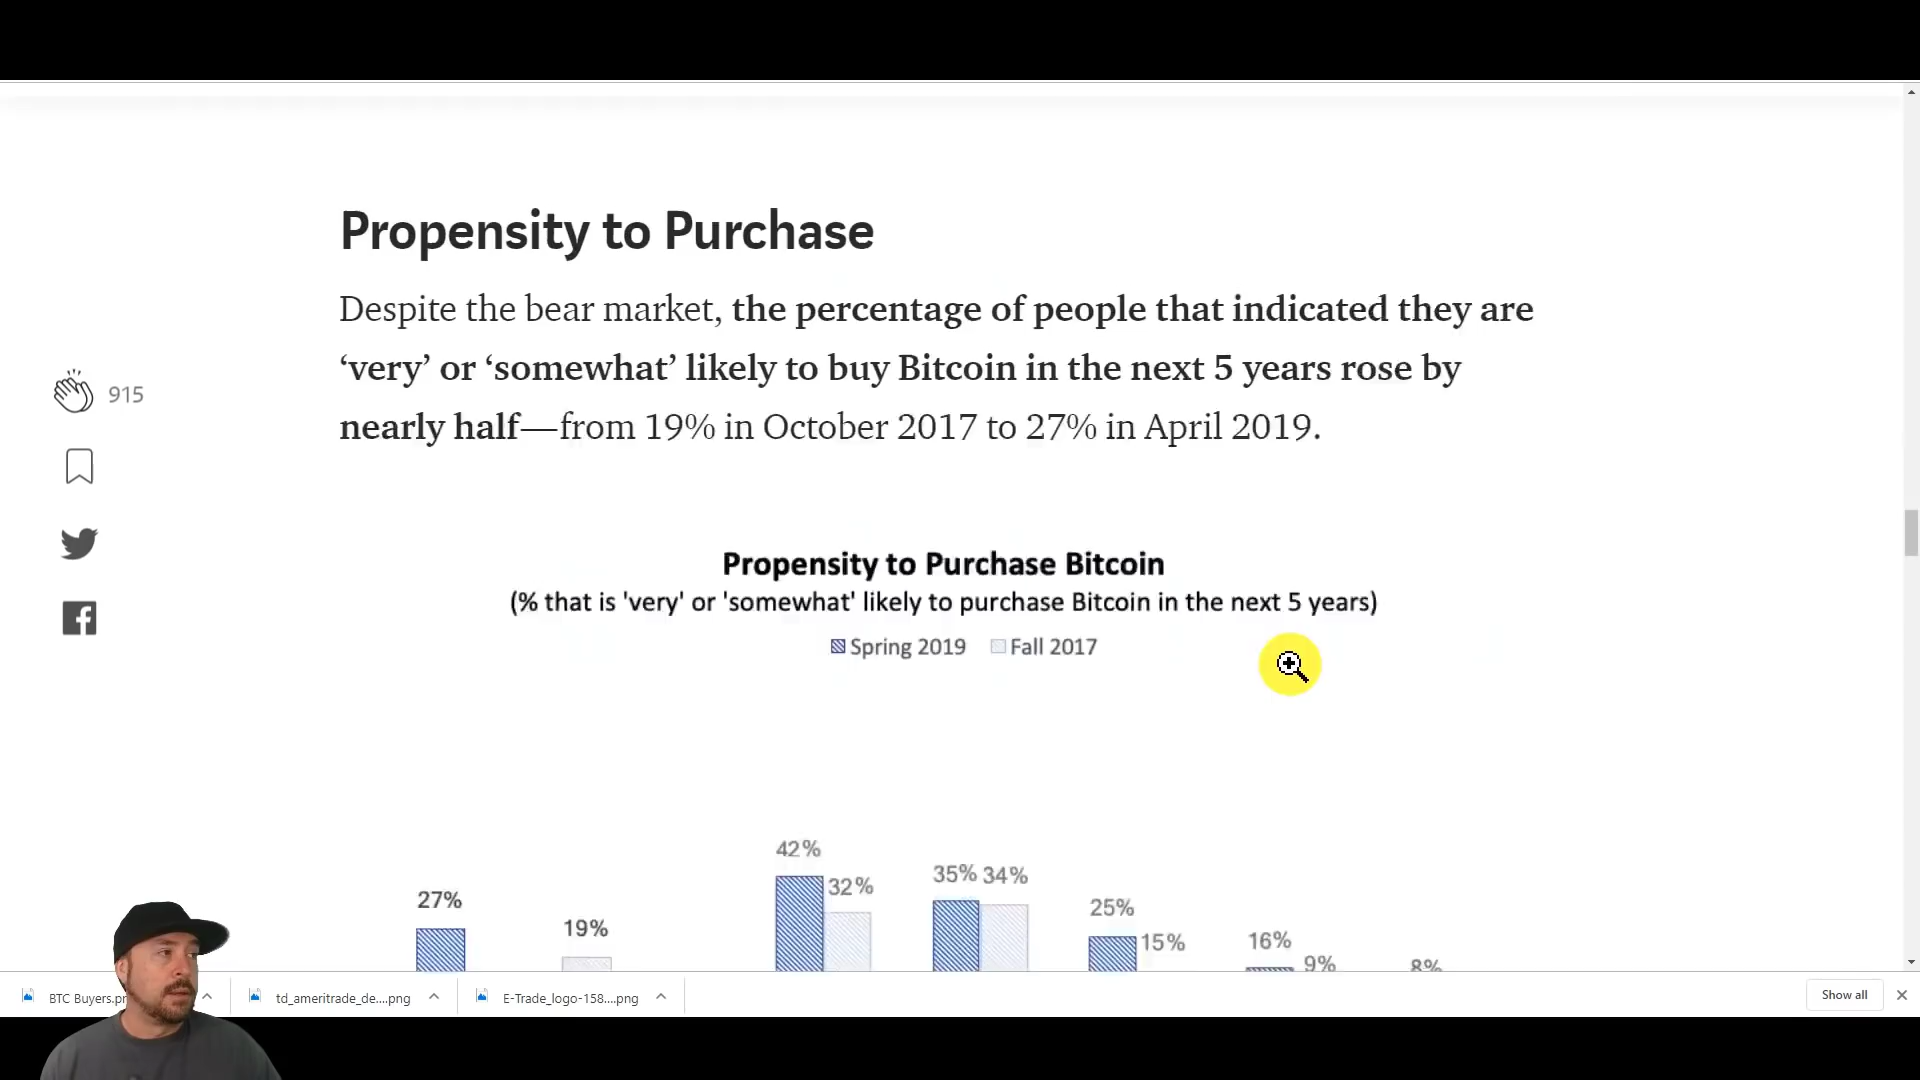 Propensity to Purchase
Despite the bear market, the percentage of people that indicated they are
‘very’ or ‘somewhat’ likely to buy Bitcoin in the next 5 years rose by
nearly half—from 19% in October 2017 to 27% in April 2019.
915
Propensity to Purchase Bitcoin
(% that is 'very' or 'somewhat' likely to purchase Bitcoin in the next 5 years)
Spring 2019 Fall 2017
42%
32%
35% 34%
27%
19%
25%
15%
16%
9%
8%
BTC Buyers.pr
td_ameritrade_de....png
E-Trade_logo-158....png
Show all